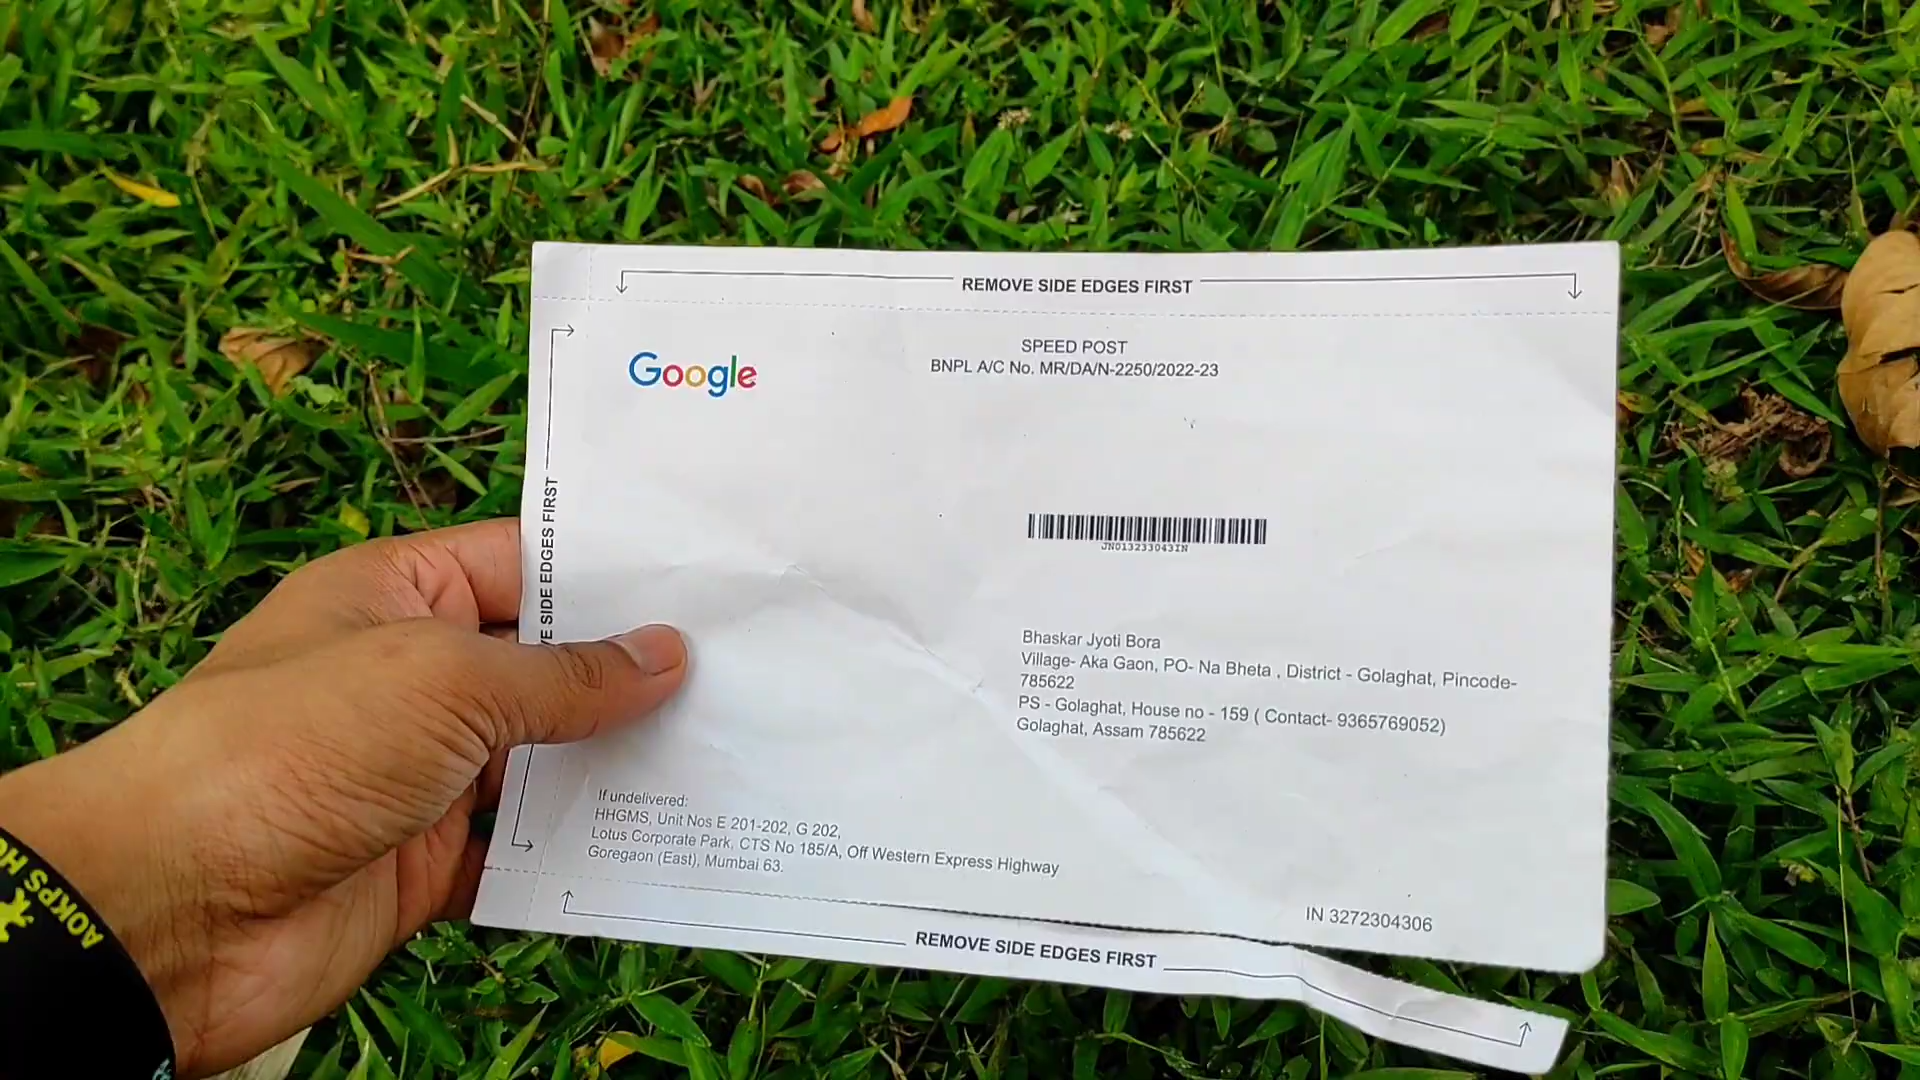 REMOVE SIDE EDGES FIRST
SPEED POST
BNPL A/C No. MR/DA/N-2250/2022-23
Google
SIDE EDGES FIRST
JN013233043IN
Bhaskar Jyoti Bora
Village- Aka Gaon, PO- Na Bheta , District - Golaghat, Pincode-
785622
PS - Golaghat, House no - 159 ( Contact- 9365769052)
Golaghat, Assam 785622
If undelivered:
HHGMS, Unit Nos E 201-202, G 202,
Lotus Corporate Park, CTS No 185/A, Off Western Express Highway
Goregaon (East), Mumbai 63.
IN 3272304306
REMOVE SIDE EDGES FIRST
AOKPS